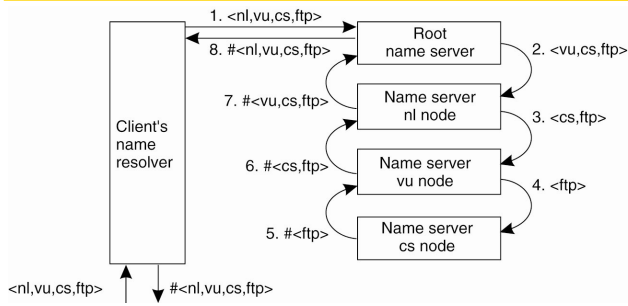 1. <nl,vu,cs,ftp>
Root
name server
8. #<nl,vu,cs,ftp>
2. <vu,cs,ftp>
Name server
nl node
7. #<vu,cs,ftp>
3. <cs,ftp>
Client's
name
resolver
Name server
vu node
6. #<cs,ftp>
4. <ftp>
Name server
cs node
5. #<ftp>
<nl,vu,cs,ftp>
#<nl,vu,cs,ftp>